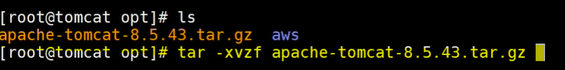 [root@tomcat opt]# ls
apache-tomcat-8.5.43.tar.gz  aws
[root@tomcat opt]# tar -xvzf apache-tomcat-8.5.43.tar.gz